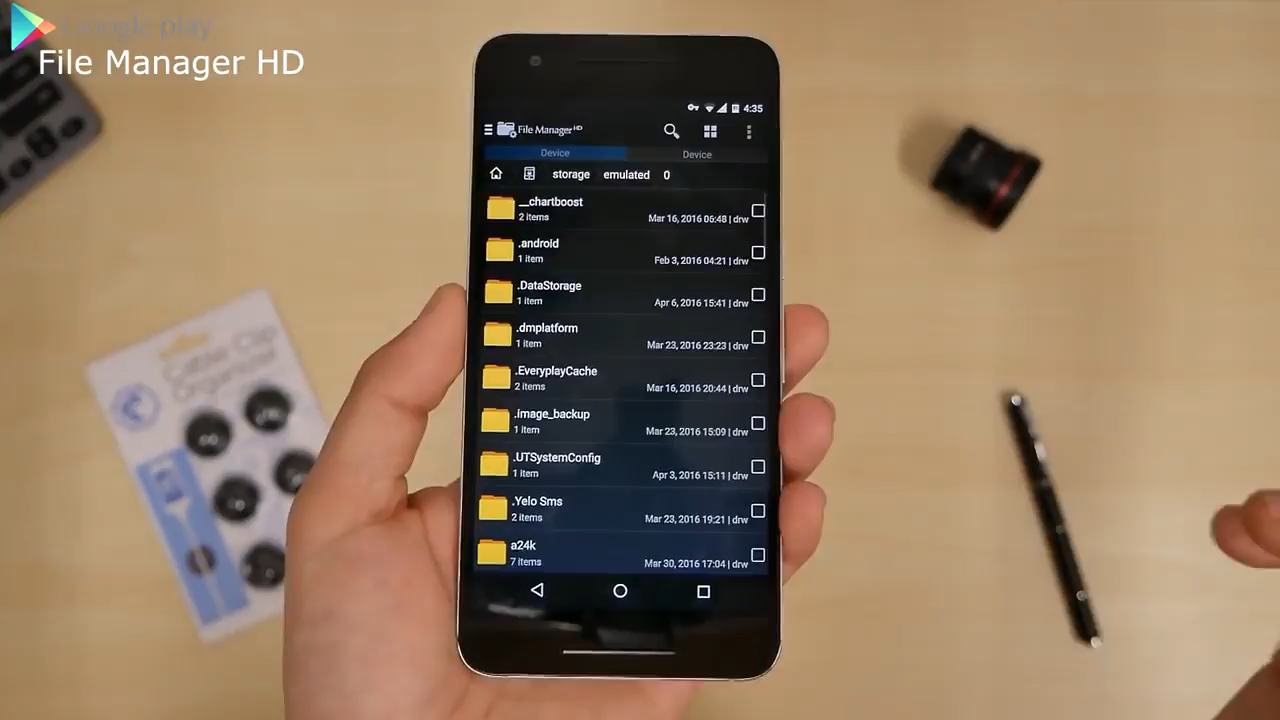 Google play
File Manager HD
4:35
File Manager HD
Device Device
storage emulated 0
__chartboost
2 items Mar 16, 2016 06:48 | drw
.android
1 item Feb 3, 2016 04:21 | drw
.DataStorage
1 item Apr 6, 2016 15:41 | drw
.dmplatform
1 item Mar 23, 2016 23:23 | drw
.EveryplayCache
2 items Mar 16, 2016 20:44 | drw
.image_backup
1 item Mar 23, 2016 15:09 | drw
.UTSystemConfig
1 item Apr 3, 2016 15:11 | drw
.Yelo Sms
2 items Mar 23, 2016 19:21 | drw
a24k
7 items Mar 30, 2016 17:04 | drw
Cable Clip
Organizer